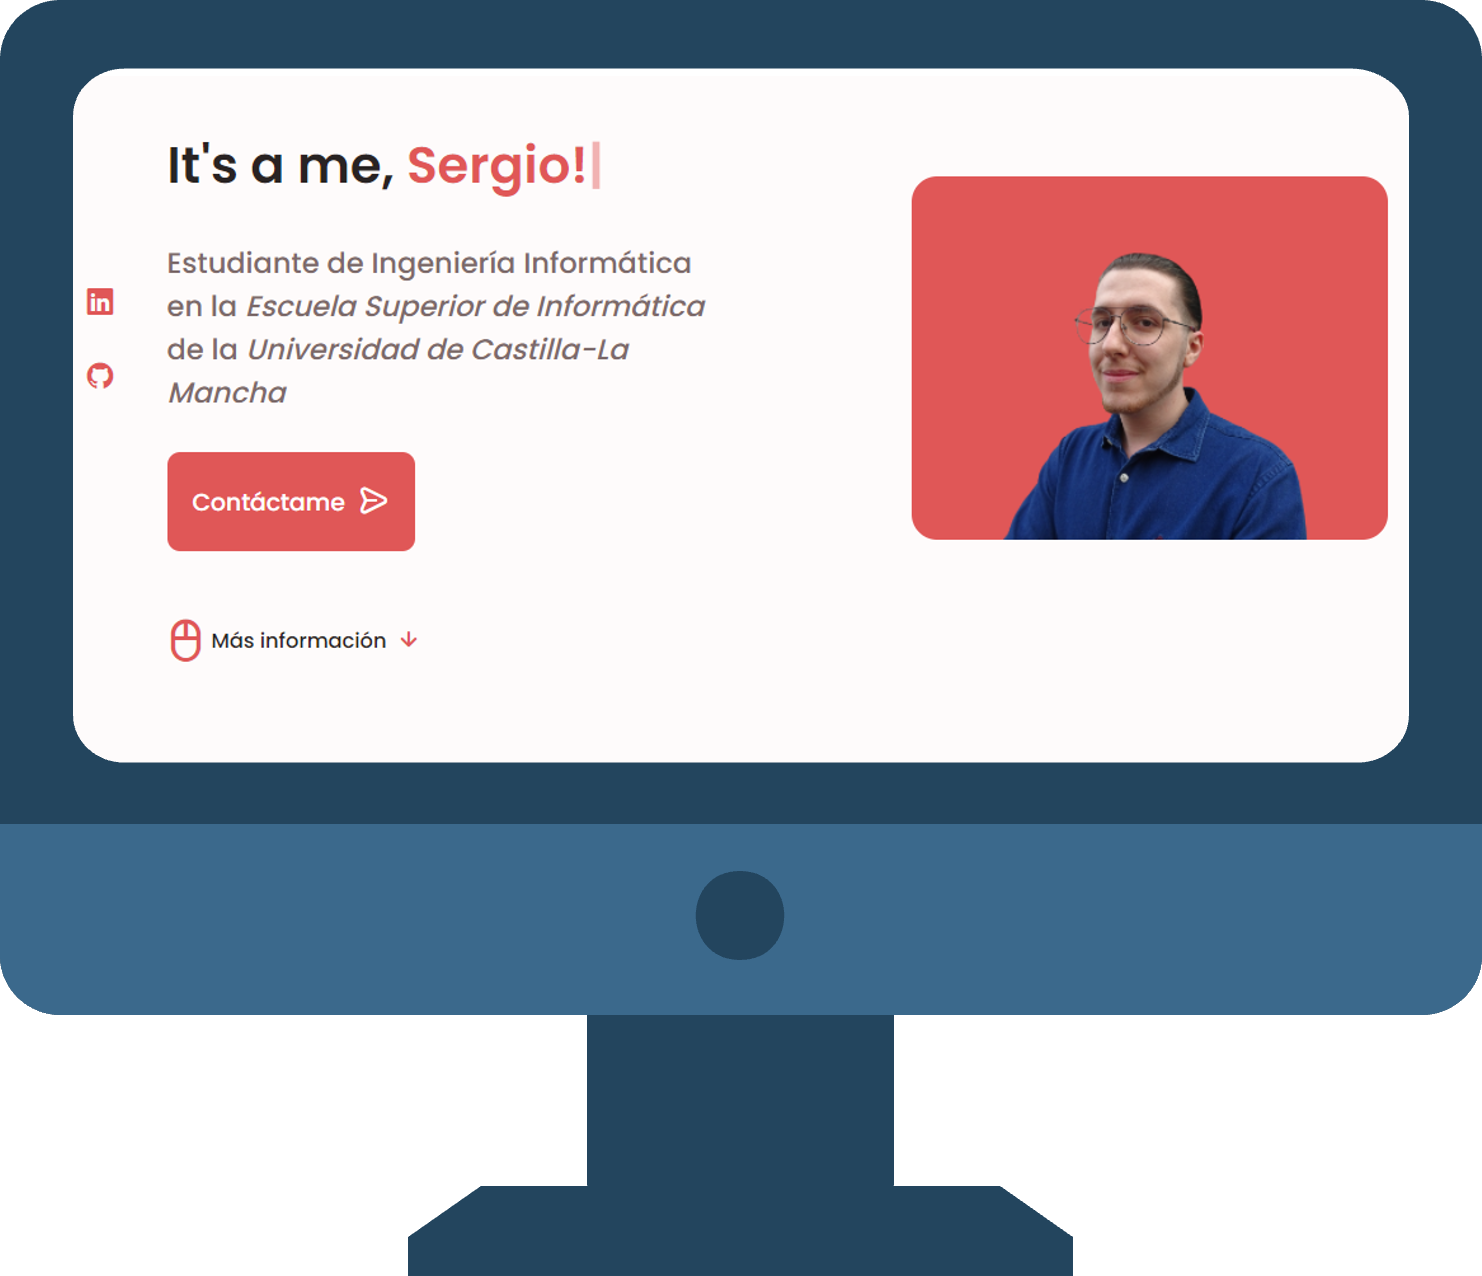 It's a me, Sergio!
Estudiante de Ingeniería Informática
en la Escuela Superior de Informática
de la Universidad de Castilla-La
Mancha
in
Contáctame
Más información